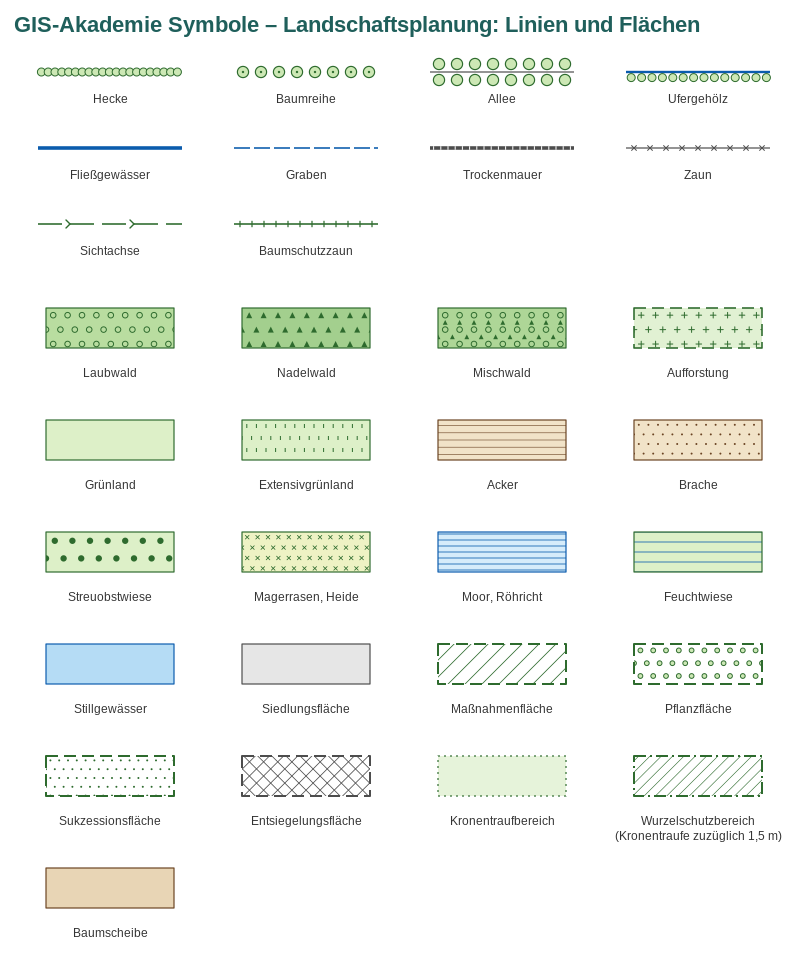 GIS-Akademie Symbole – Landschaftsplanung: Linien und Flächen
Hecke
Baumreihe
Allee
Ufergehölz
Fließgewässer
Graben
Trockenmauer
Zaun
Sichtachse
Baumschutzzaun
Laubwald
Nadelwald
Mischwald
Aufforstung
Grünland
Extensivgrünland
Acker
Brache
Streuobstwiese
Magerrasen, Heide
Moor, Röhricht
Feuchtwiese
Stillgewässer
Siedlungsfläche
Maßnahmenfläche
Pflanzfläche
Sukzessionsfläche
Entsiegelungsfläche
Kronentraufbereich
Wurzelschutzbereich
(Kronentraufe zuzüglich 1,5 m)
Baumscheibe